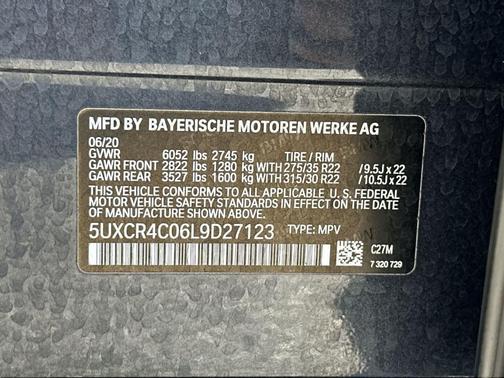 MFD BY BAYERISCHE MOTOREN WERKE AG
06/20
GVWR 6052 lbs 2745 kg TIRE / RIM
GAWR FRONT 2822 lbs 1280 kg WITH 275/35 R22 / 9.5J x 22
GAWR REAR 3527 lbs 1600 kg WITH 315/30 R22 / 10.5J x 22
THIS VEHICLE CONFORMS TO ALL APPLICABLE U. S. FEDERAL
MOTOR VEHICLE SAFETY STANDARDS IN EFFECT ON THE
DATE OF MANUFACTURE SHOWN ABOVE.
5UXCR4C06L9D27123 TYPE: MPV
C27M
7 320 729